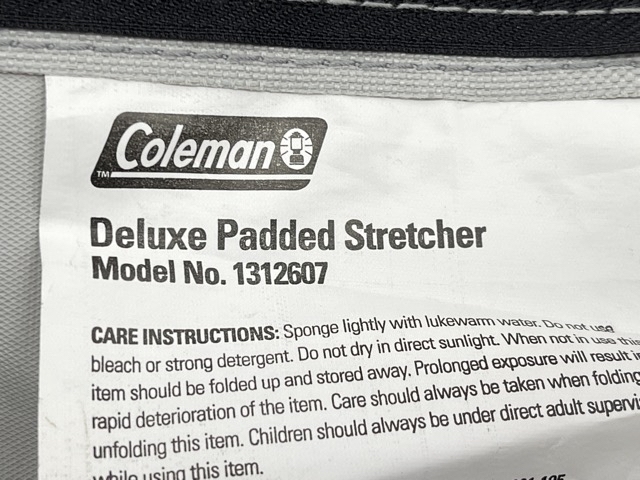 Coleman
TM
Deluxe Padded Stretcher
Model No. 1312607
CARE INSTRUCTIONS: Sponge lightly with lukewarm water. Do not use
bleach or strong detergent. Do not dry in direct sunlight. When not in use this
item should be folded up and stored away. Prolonged exposure will result in
rapid deterioration of the item. Care should always be taken when folding
unfolding this item. Children should always be under direct adult supervi
while using this item.